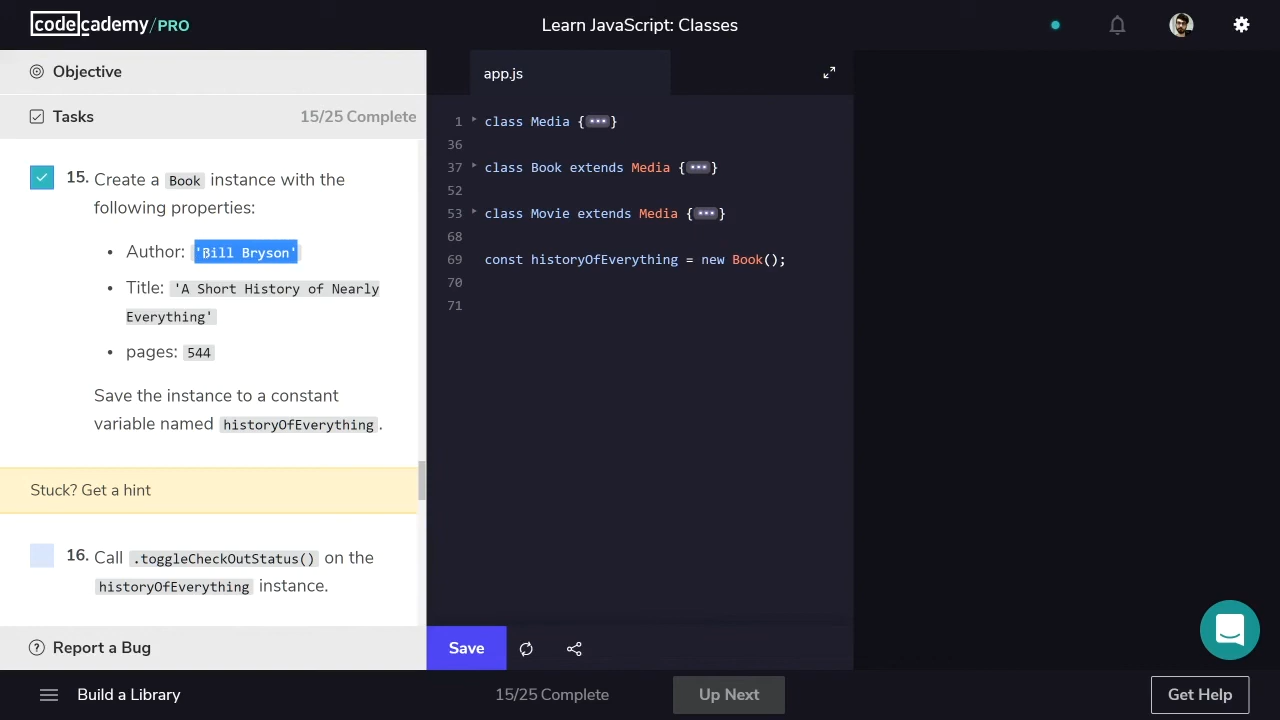 codecademy/PRO
Learn JavaScript: Classes
Objective
Tasks
15/25 Complete
15. Create a Book instance with the
following properties:
• Author: 'Bill Bryson'
• Title: 'A Short History of Nearly
Everything'
• pages: 544
Save the instance to a constant
variable named historyOfEverything.
Stuck? Get a hint
16. Call .toggleCheckOutStatus() on the
historyOfEverything instance.
Report a Bug
app.js
1 class Media {•••}
36
37 class Book extends Media {•••}
52
53 class Movie extends Media {•••}
68
69 const historyOfEverything = new Book();
70
71
Save
Build a Library
15/25 Complete
Up Next
Get Help